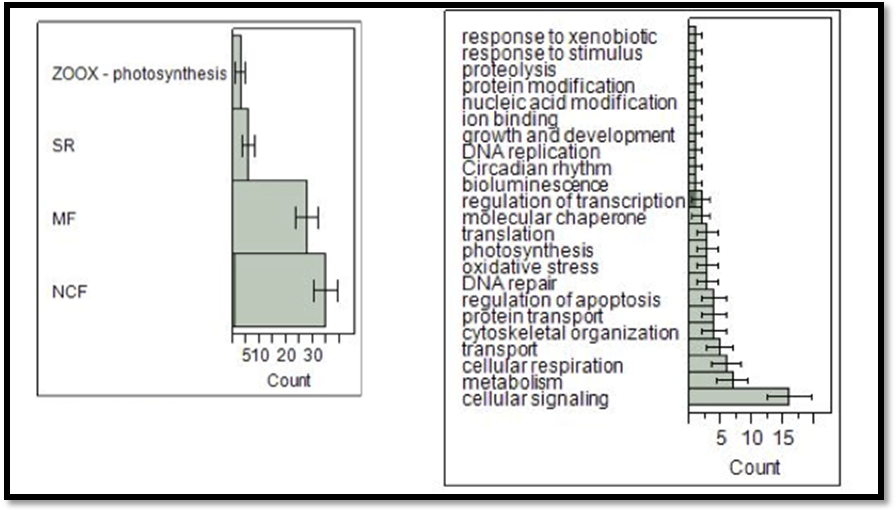 ZOOX - photosynthesis
SR
MF
NCF
510 20 30
Count
response to xenobiotic
response to stimulus
proteolysis
protein modification
nucleic acid modification
ion binding
growth and development
DNA replication
Circadian rhythm
bioluminescence
regulation of transcription
molecular chaperone
translation
photosynthesis
oxidative stress
DNA repair
regulation of apoptosis
protein transport
cytoskeletal organization
transport
cellular respiration
metabolism
cellular signaling
5 10 15
Count